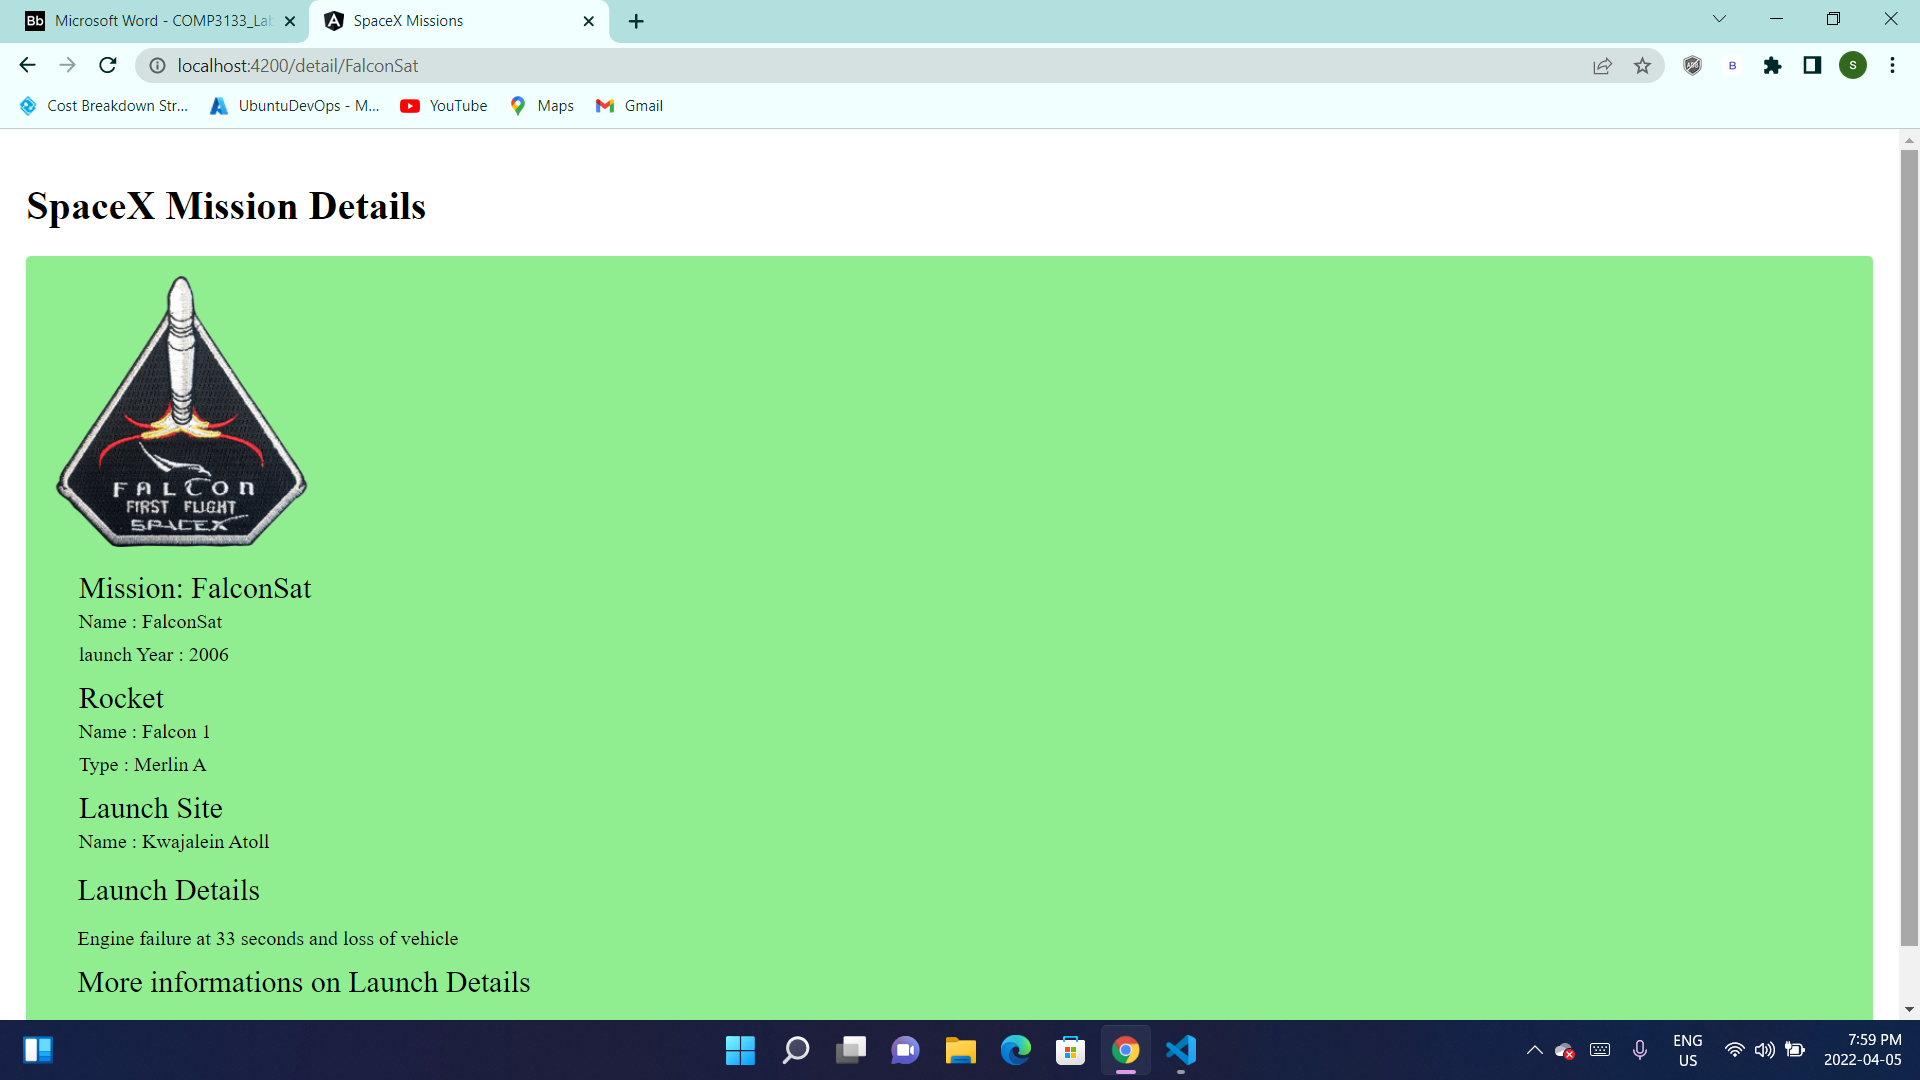 Bb Microsoft Word - COMP3133_Lab
SpaceX Missions
localhost:4200/detail/FalconSat
B
S
Cost Breakdown Str...
UbuntuDevOps - M...
YouTube
Maps
Gmail
SpaceX Mission Details
FALCON
FIRST FLIGHT
SPACEX
Mission: FalconSat
Name : FalconSat
launch Year : 2006
Rocket
Name : Falcon 1
Type : Merlin A
Launch Site
Name : Kwajalein Atoll
Launch Details
Engine failure at 33 seconds and loss of vehicle
More informations on Launch Details
ENG
US
7:59 PM
2022-04-05